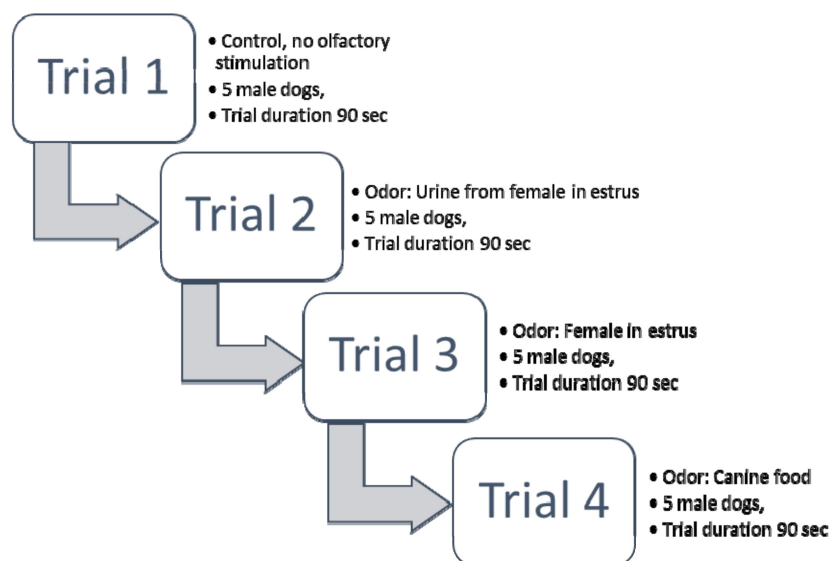 Trial 1
• Control, no olfactory
stimulation
• 5 male dogs,
• Trial duration 90 sec
Trial 2
• Odor: Urine from female in estrus
• 5 male dogs,
• Trial duration 90 sec
Trial 3
• Odor: Female in estrus
• 5 male dogs,
• Trial duration 90 sec
Trial 4
• Odor: Canine food
• 5 male dogs,
• Trial duration 90 sec